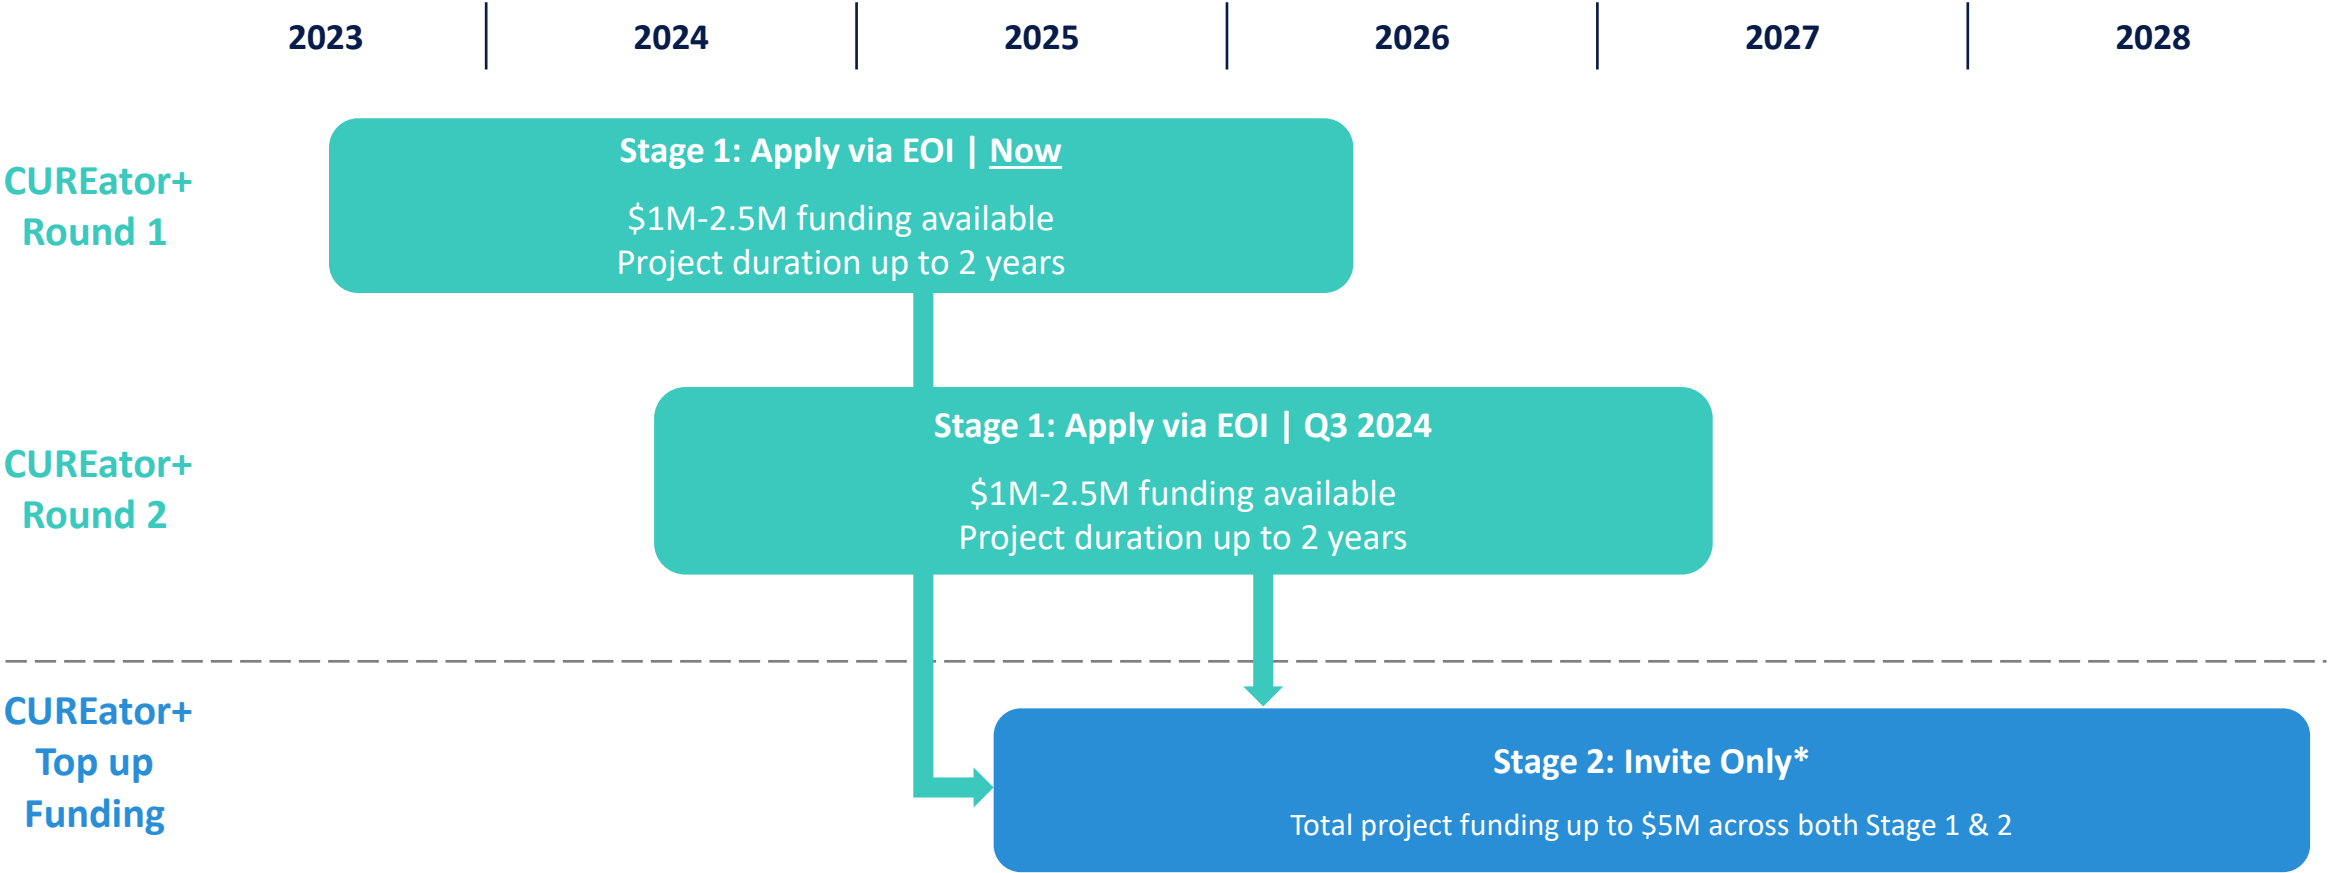 2023
2024
2025
2026
2027
2028
CUREator+
Round 1
Stage 1: Apply via EOI | Now
$1M-2.5M funding available
Project duration up to 2 years
CUREator+
Round 2
Stage 1: Apply via EOI | Q3 2024
$1M-2.5M funding available
Project duration up to 2 years
CUREator+
Top up
Funding
Stage 2: Invite Only*
Total project funding up to $5M across both Stage 1 & 2